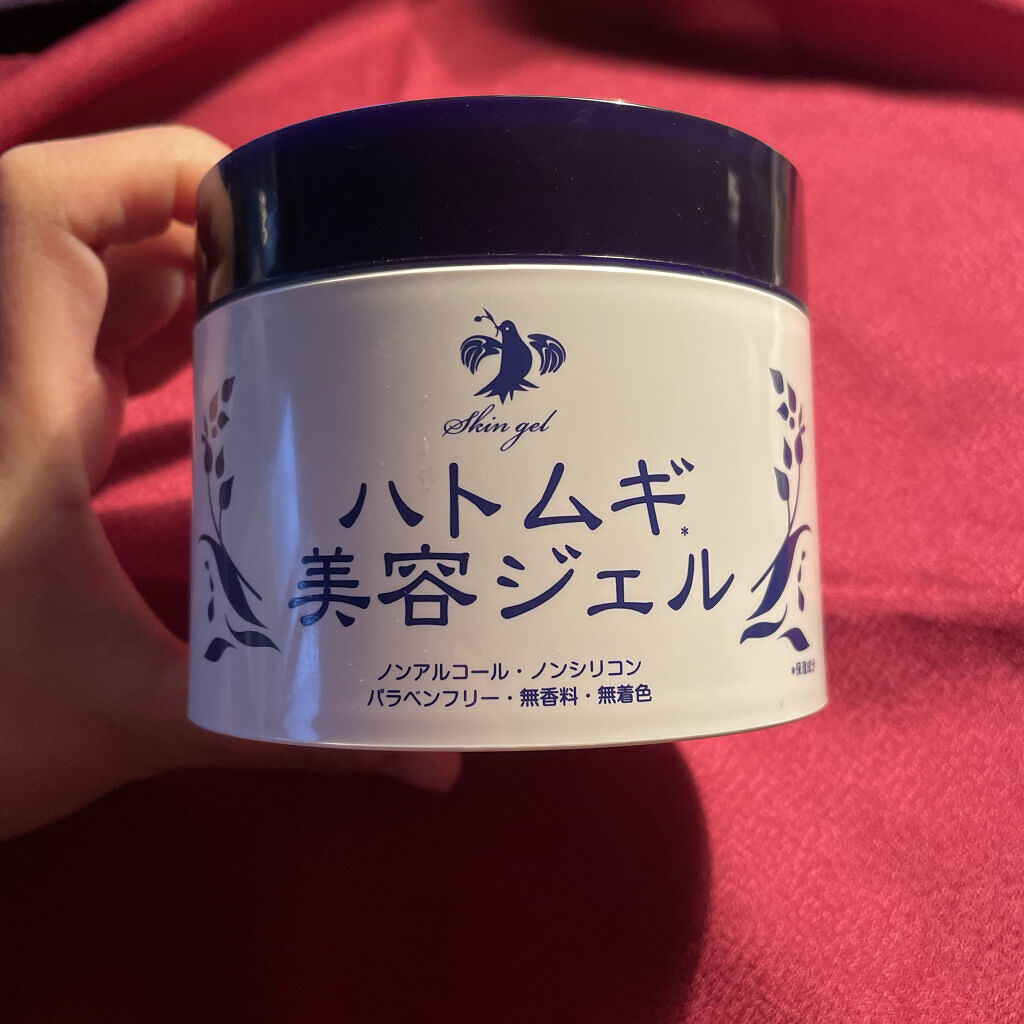 Skin gel
ハトムギ*
美容ジェル
ノンアルコール・ノンシリコン
パラベンフリー・無香料・無着色
*保湿成分